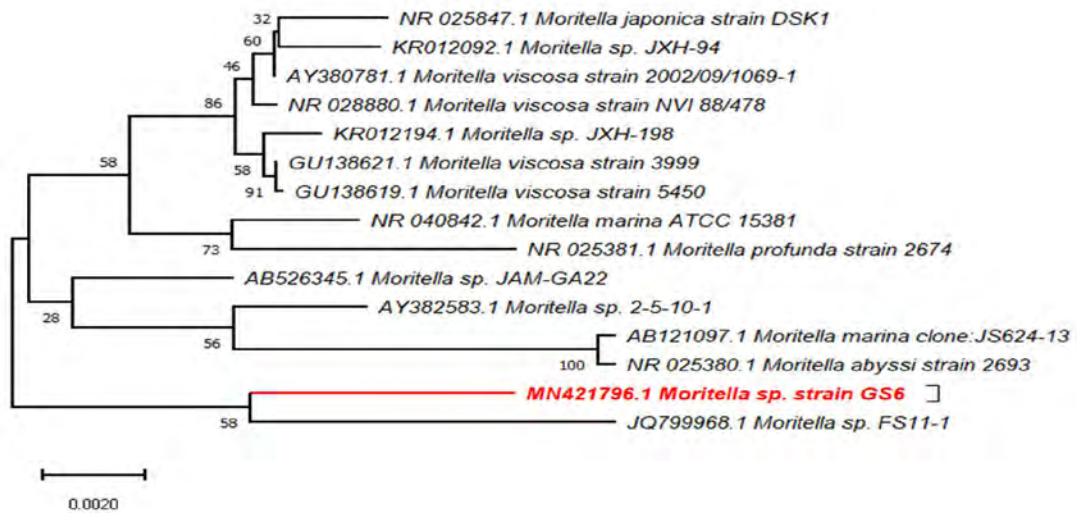 32
NR 025847.1 Moritella japonica strain DSK1
60
KR012092.1 Moritella sp. JXH-94
46
AY380781.1 Moritella viscosa strain 2002/09/1069-1
86
NR 028880.1 Moritella viscosa strain NVI 88/478
KR012194.1 Moritella sp. JXH-198
58
58
GU138621.1 Moritella viscosa strain 3999
91
GU138619.1 Moritella viscosa strain 5450
NR 040842.1 Moritella marina ATCC 15381
73
NR 025381.1 Moritella profunda strain 2674
AB526345.1 Moritella sp. JAM-GA22
28
AY382583.1 Moritella sp. 2-5-10-1
56
AB121097.1 Moritella marina clone:JS624-13
100
NR 025380.1 Moritella abyssi strain 2693
MN421796.1 Moritella sp. strain GS6
58
JQ799968.1 Moritella sp. FS11-1
0.0020